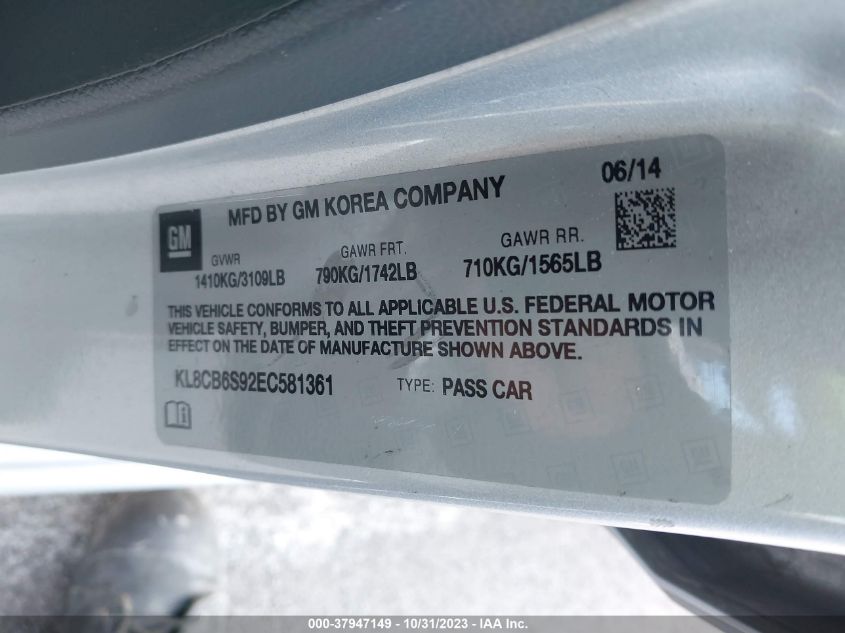 GM
MFD BY GM KOREA COMPANY
06/14
GVWR
GAWR FRT.
GAWR RR.
1410KG/3109LB
790KG/1742LB
710KG/1565LB
THIS VEHICLE CONFORMS TO ALL APPLICABLE U.S. FEDERAL MOTOR
VEHICLE SAFETY, BUMPER, AND THEFT PREVENTION STANDARDS IN
EFFECT ON THE DATE OF MANUFACTURE SHOWN ABOVE.
KL8CB6S92EC581361
TYPE: PASS CAR
000-37947149 - 10/31/2023 - IAA Inc.